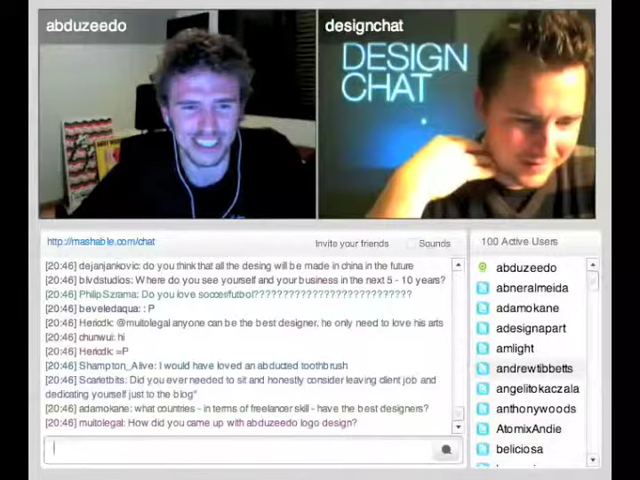 abduzeedo
designchat
DESIGN
CHAT
http://mashable.com/chat
Invite your friends
Sounds
100 Active Users
[20:46] dejanjankovic: do you think that all the desing will be made in china in the future
[20:46] blvdstudios: Where do you see yourself and your business in the next 5 - 10 years?
[20:46] PhilipSzrama: Do you love soccerfutbol????????????????????????????
[20:46] beveledaqua: : P
[20:46] Hericdk: @muitolegal anyone can be the best designer, he only need to love his arts
[20:46] chunwui: hi
[20:46] Hericdk: =P
[20:46] Shampton_Alive: I would have loved an abducted toothbrush
[20:46] Scarletbits: Did you ever needed to sit and honestly consider leaving client job and
dedicating yourself just to the blog"
[20:46] adamokane: what countries - in terms of freelancer skill - have the best designers?
[20:46] muitolegal: How did you came up with abduzeedo logo design?
abduzeedo
abneralmeida
adamokane
adesignapart
amlight
andrewtibbetts
angelitokaczala
anthonywoods
AtomixAndie
beliciosa